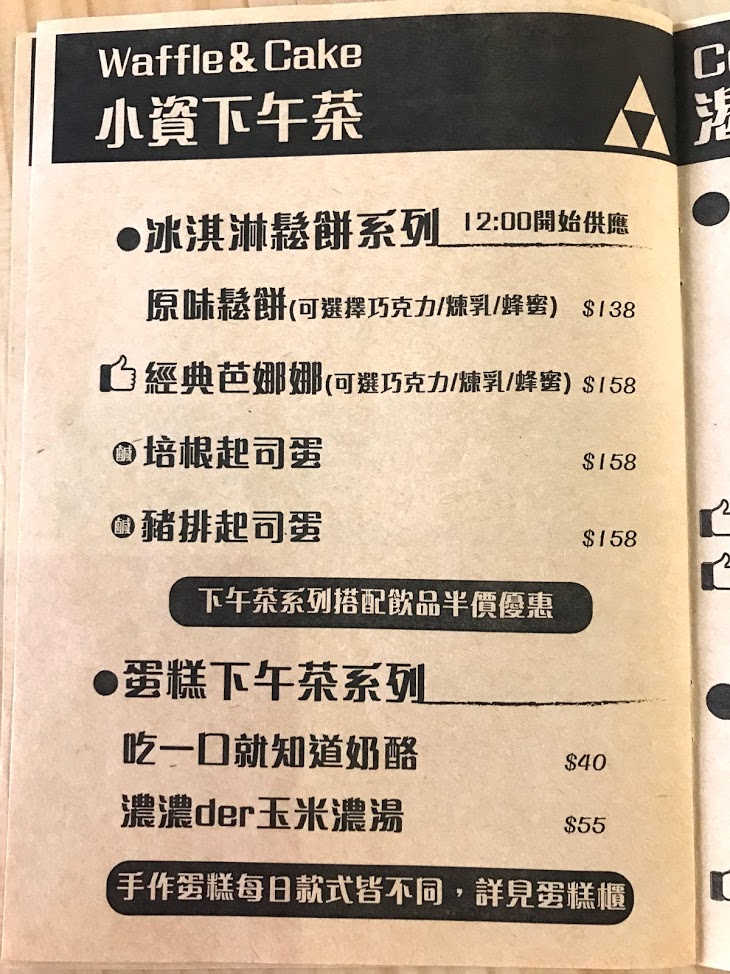 Waffle & Cake
小資下午茶
●冰淇淋鬆餅系列 12:00開始供應
原味鬆餅(可選擇巧克力/煉乳/蜂蜜) $138
經典芭娜娜(可選巧克力/煉乳/蜂蜜) $158
鹹 培根起司蛋 $158
鹹 豬排起司蛋 $158
下午茶系列搭配飲品半價優惠
●蛋糕下午茶系列
吃一口就知道奶酪 $40
濃濃der玉米濃湯 $55
手作蛋糕每日款式皆不同，詳見蛋糕櫃